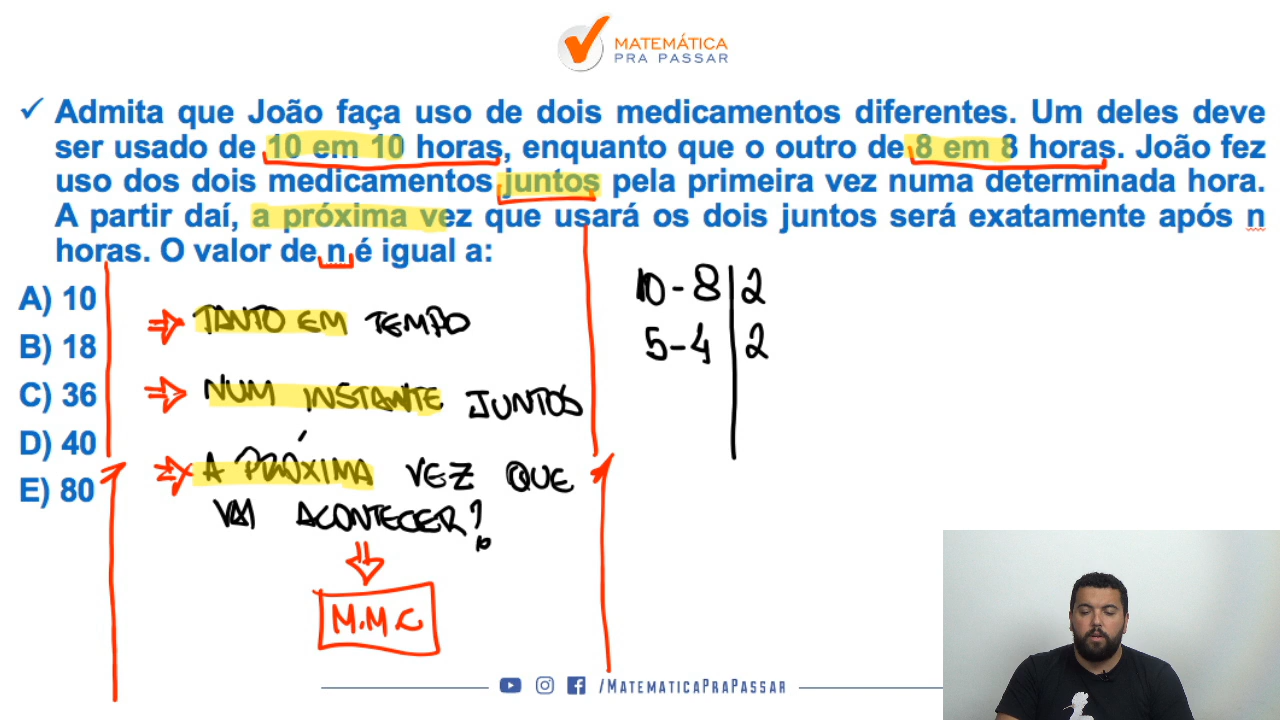 MATEMÁTICA
PRA PASSAR
✓ Admita que João faça uso de dois medicamentos diferentes. Um deles deve
ser usado de 10 em 10 horas, enquanto que o outro de 8 em 8 horas. João fez
uso dos dois medicamentos juntos pela primeira vez numa determinada hora.
A partir daí, a próxima vez que usará os dois juntos será exatamente após n
horas. O valor de n é igual a:
A) 10
B) 18
C) 36
D) 40
E) 80
⇒ TANTO EM TEMPO
⇒ NUM INSTANTE JUNTOS
⇒ A PRÓXIMA VEZ QUE
VAI ACONTECER?
M.M.C
10 - 8 | 2
5 - 4 | 2
/MATEMATICAPRAPASSAR